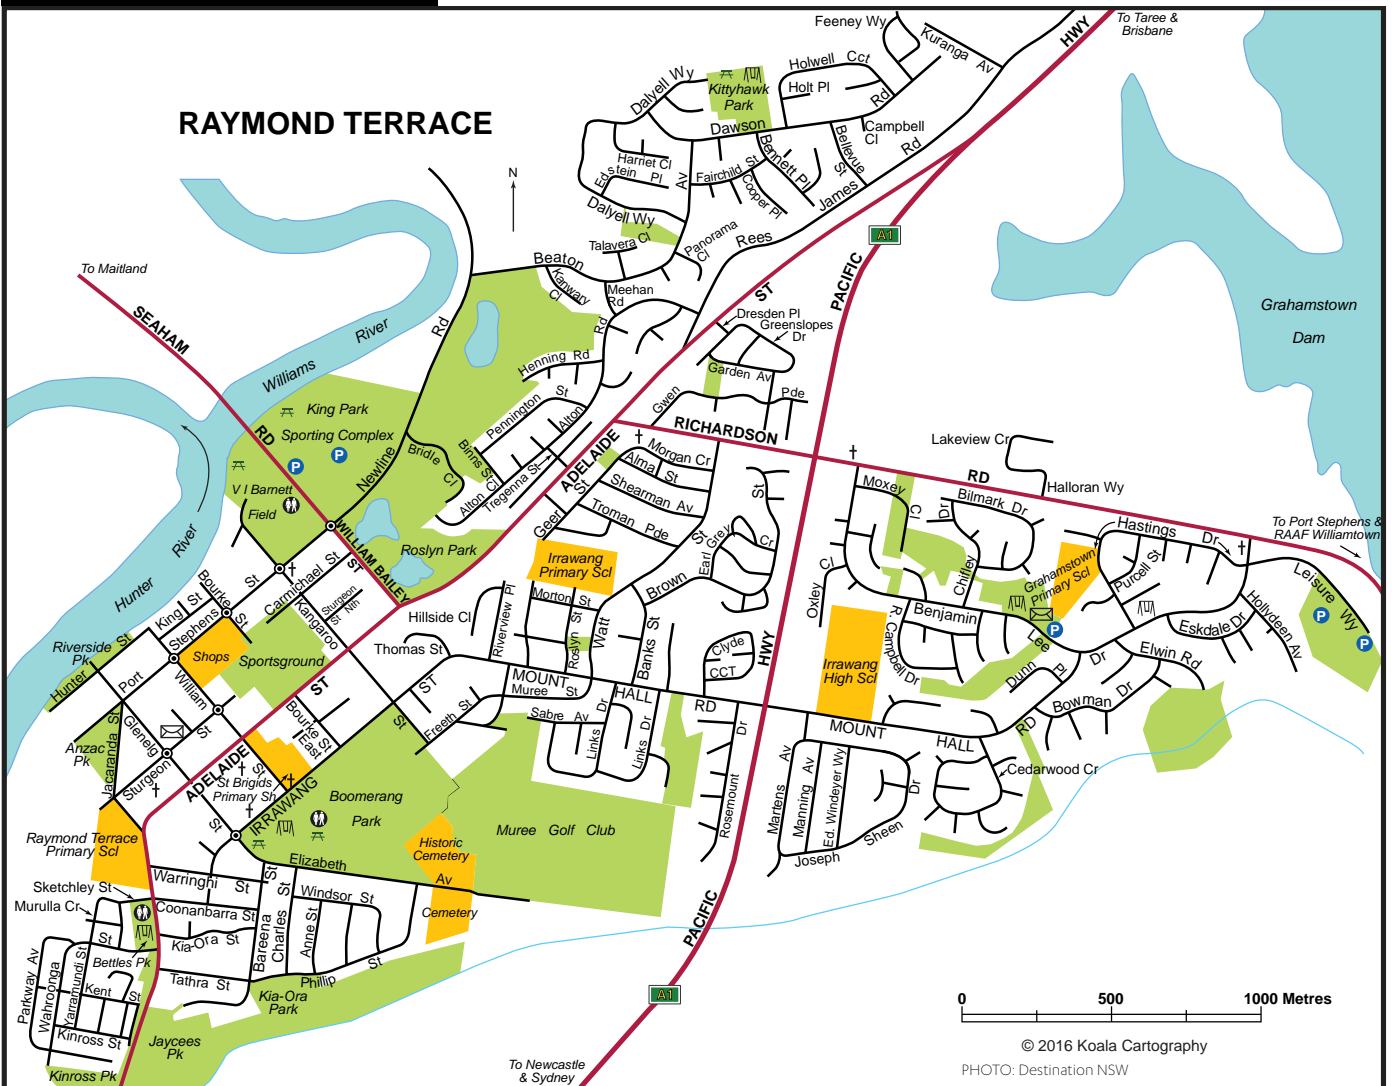 RAYMOND TERRACE
To Taree &
Brisbane
HWY
Feeney Wy
Kuranga Av
Holwell Cct
Holt Pl
Rd
Dalyell Wy
Kittyhawk
Park
Dawson
Campbell
Cl
Bellevue
St
Bennett Pl
Rd
James
Harriet Cl
Edstein Pl
Av
Fairchild St
Cooper Pl
Dalyell Wy
Talavera Cl
Panorama
Cl
Rees
N
Beaton
Kanwary
Cl
Meehan
Rd
Rd
A1
PACIFIC
ST
Dresden Pl
Greenslopes
Dr
Garden Av
Gwen
Pde
Grahamstown
Dam
To Maitland
SEAHAM
RD
Williams
River
Rd
King Park
Sporting Complex
P
P
V I Barnett
Field
Newline
Bridle
Cl
Henning Rd
Pennington
St
Alton
Binns St
Alton Cl
Tregenna St
ADELAIDE
RICHARDSON
RD
Lakeview Cr
Halloran Wy
Morgan Cr
Alma St
Shearman Av
Troman Pde
Geer
St
St
St
Earl Grey
Cr
Brown
Moxey
Cl
Bilmark Dr
Dr
Chifley
Hastings
Dr
To Port Stephens &
RAAF Williamtown
Leisure Wy
P
P
Grahamstown
Primary Scl
Purcell St
Eskdale Dr
Hollydeen Av
Elwin Rd
P
Lee
Benjamin
Dunn
Pl
Dr
Bowman Dr
RD
Oxley
Cl
R. Campbell Dr
Irrawang
High Scl
HWY
Irrawang
Primary Scl
Morton St
Roslyn St
Watt
Banks St
Clyde
CCT
Riverview Pl
Hillside Cl
Thomas St
WILLIAM BAILEY
ST
Roslyn Park
Hunter
River
King St
Bourke
St
St
Stephens
Carmichael St
Sturgeon
St
Nth
Kangaroo
Shops
Sportsground
Riverside
Pk
Hunter
St
Port
William
St
Glenelg
Jacaranda St
Anzac
Pk
Sturgeon
St
ADELAIDE
ST
Bourke St
East
St
ST
Freeth St
MOUNT
HALL
RD
Muree St
Sabre Av
Links Dr
Links Dr
Rosemount
Dr
MOUNT
HALL
Martens Av
Manning Av
Ed. Windeyer Wy
Joseph
Sheen
Dr
Cedarwood Cr
St Brigids
Primary Sh
St
IRRAWANG
Boomerang
Park
Muree Golf Club
Historic
Cemetery
Cemetery
Elizabeth
Av
Raymond Terrace
Primary Scl
Warringhi St
St
Windsor St
Sketchley St
Murulla Cr
Coonanbarra St
St
Kia-Ora St
Bettles Pk
Bareena
Charles St
Anne St
Parkway Av
Wahroonga
Yarramundi St
Kent St
Tathra St
Phillip St
Kia-Ora
Park
Kinross St
Kinross Pk
Jaycees
Pk
PACIFIC
A1
To Newcastle
& Sydney
0 500 1000 Metres
© 2016 Koala Cartography
PHOTO: Destination NSW